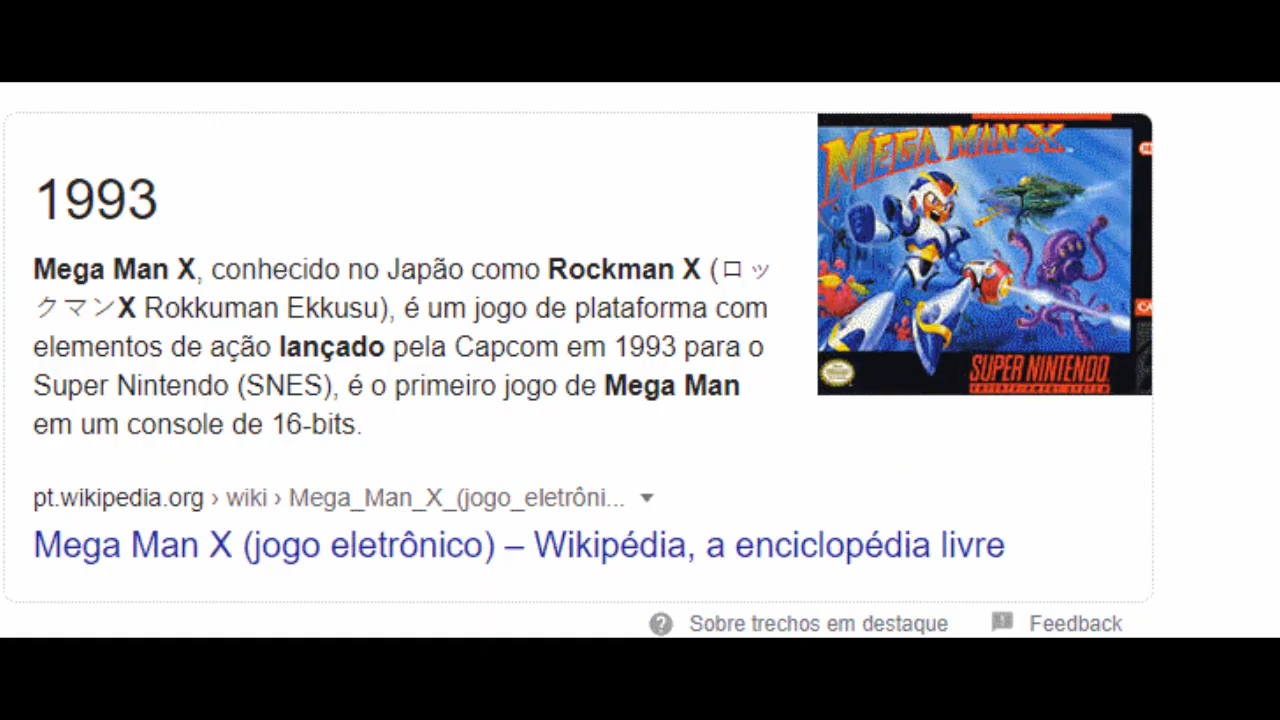 MEGA MAN X
1993
Mega Man X, conhecido no Japão como Rockman X (ロッ
クマンX Rokkuman Ekkusu), é um jogo de plataforma com
elementos de ação lançado pela Capcom em 1993 para o
Super Nintendo (SNES), é o primeiro jogo de Mega Man
em um console de 16-bits.
SUPER NINTENDO
pt.wikipedia.org › wiki › Mega_Man_X_(jogo_eletrôni...
Mega Man X (jogo eletrônico) – Wikipédia, a enciclopédia livre
Sobre trechos em destaque
Feedback